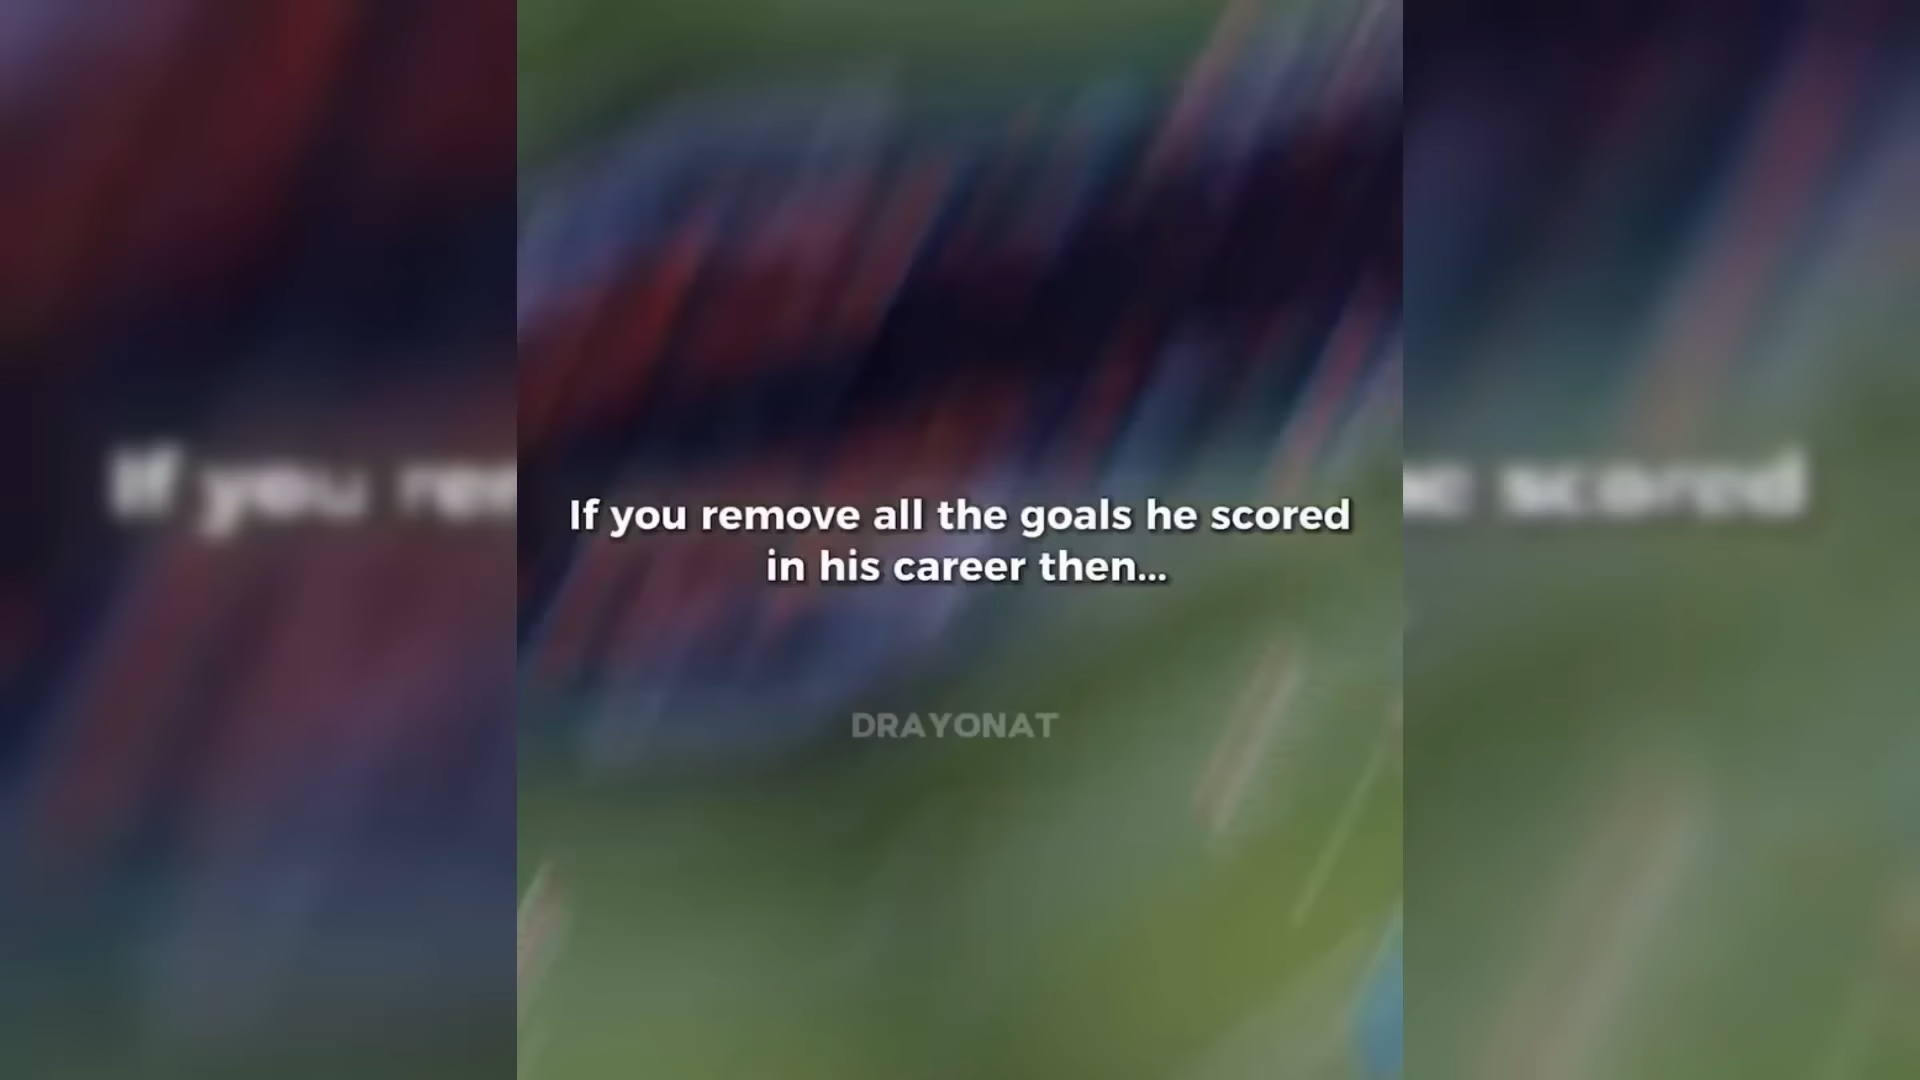 If you remove all the goals he scored
in his career then...
DRAYONAT